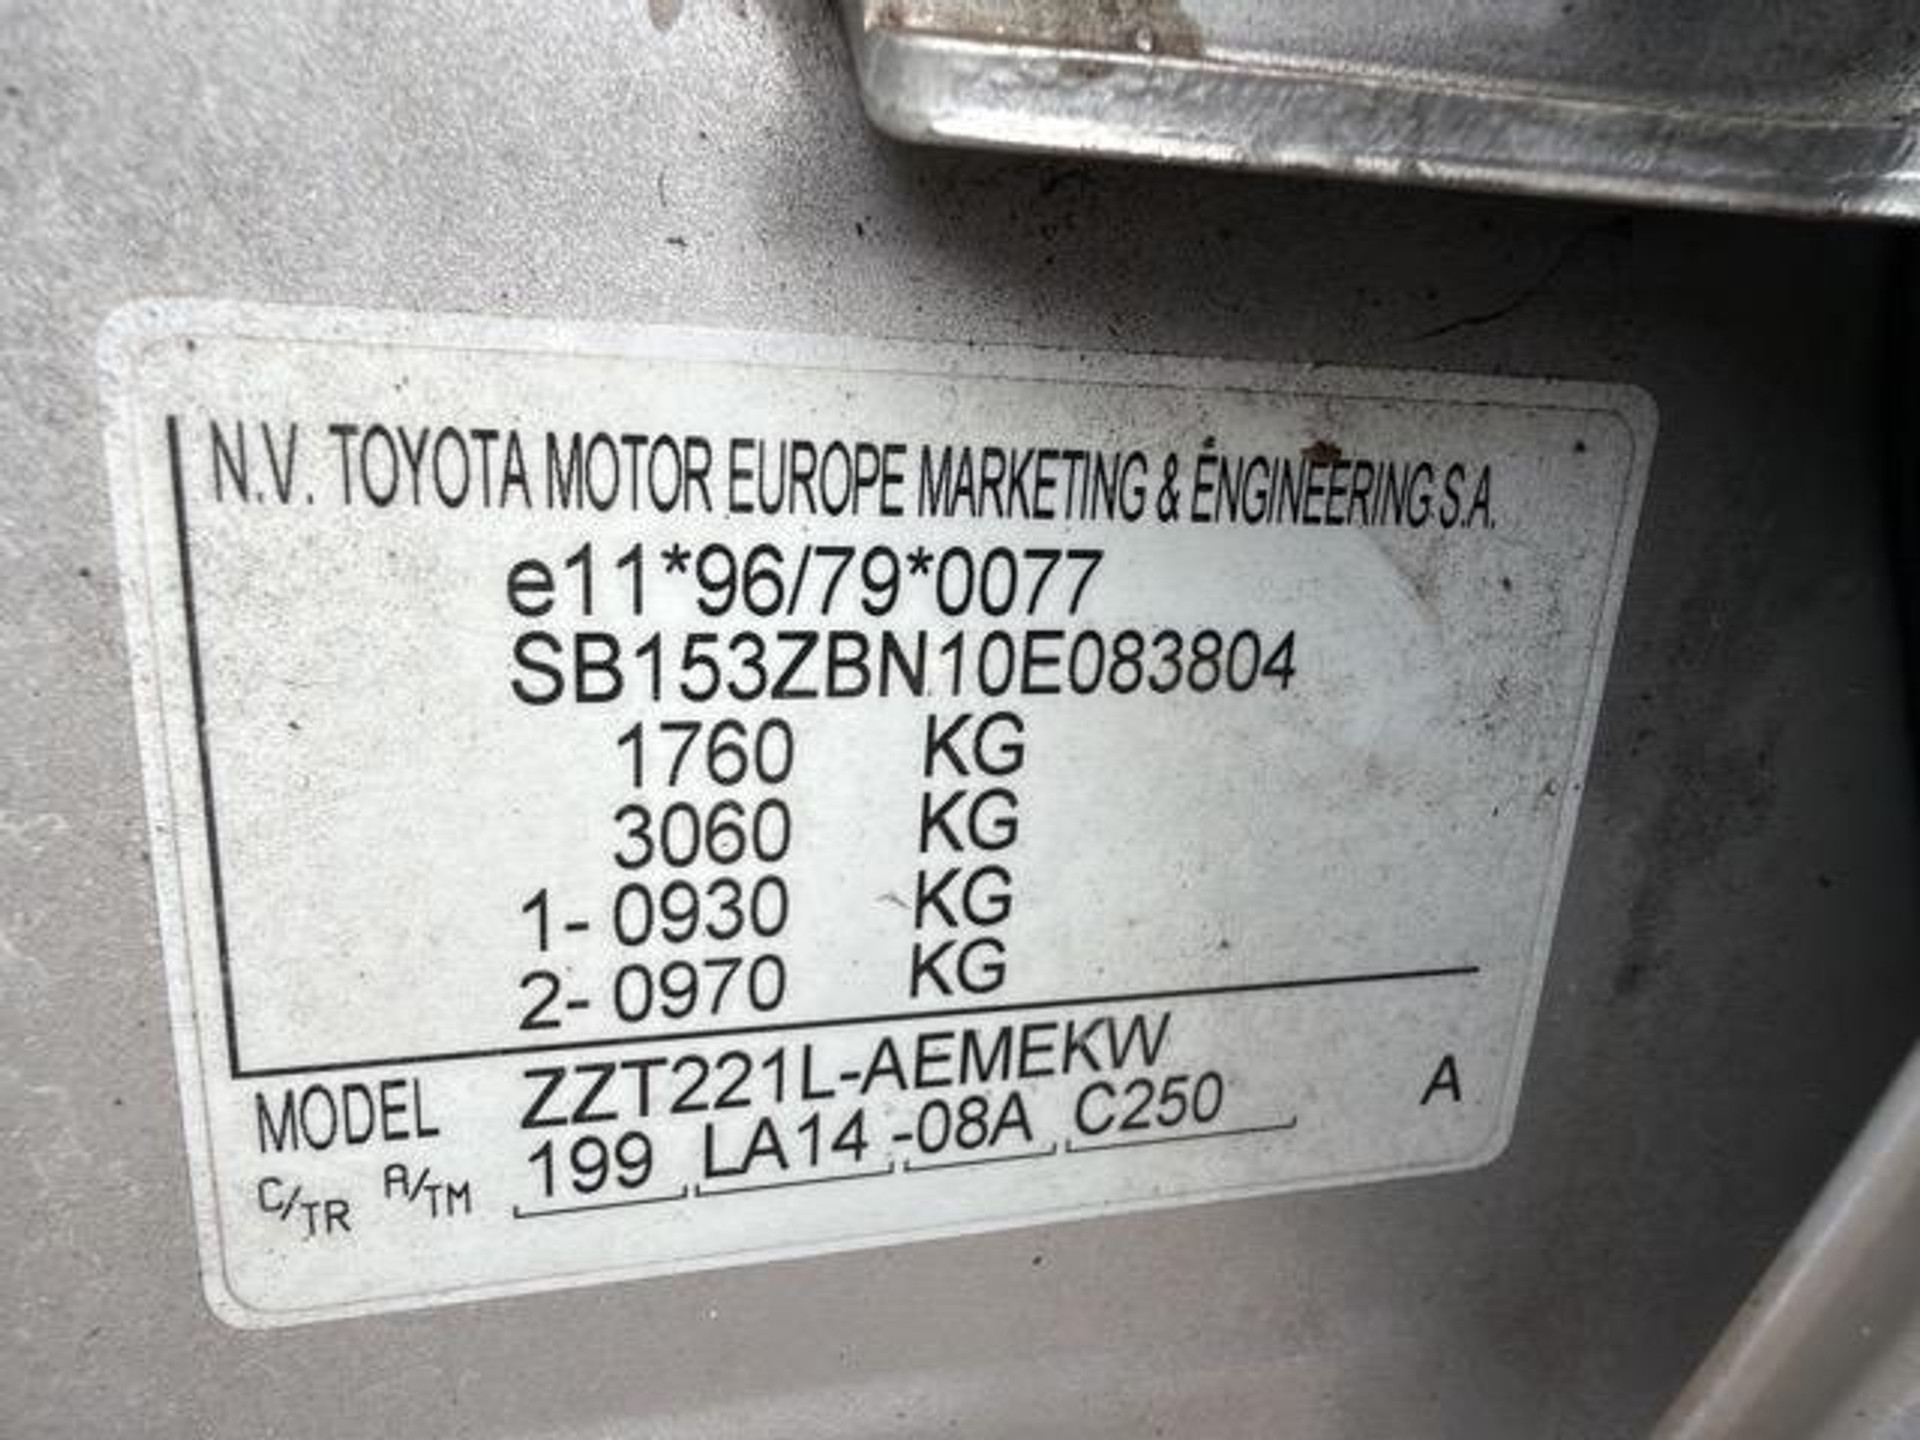 N.V. TOYOTA MOTOR EUROPE MARKETING & ENGINEERING S.A.
e11*96/79*0077
SB153ZBN10E083804
1760 KG
3060 KG
1- 0930 KG
2- 0970 KG
MODEL ZZT221L-AEMEKW
C/TR A/TM 199 LA14 -08A C250 A